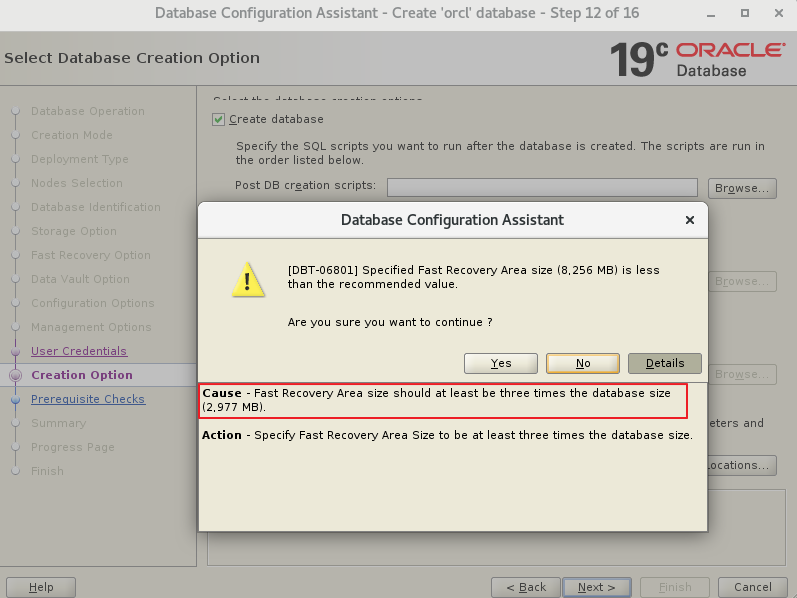 Database Configuration Assistant - Create 'orcl' database - Step 12 of 16
Select Database Creation Option
19c ORACLE
Database
Database Operation
Creation Mode
Deployment Type
Nodes Selection
Database Identification
Storage Option
Fast Recovery Option
Data Vault Option
Configuration Options
Management Options
User Credentials
Creation Option
Prerequisite Checks
Summary
Progress Page
Finish
Select the database creation options.
Create database
Specify the SQL scripts you want to run after the database is created. The scripts are run in
the order listed below.
Post DB creation scripts:
Browse...
Browse...
Browse...
eters and
ocations...
Database Configuration Assistant
[DBT-06801] Specified Fast Recovery Area size (8,256 MB) is less
than the recommended value.
Are you sure you want to continue ?
Yes No Details
Cause - Fast Recovery Area size should at least be three times the database size
(2,977 MB).
Action - Specify Fast Recovery Area Size to be at least three times the database size.
Help
< Back Next > Finish Cancel